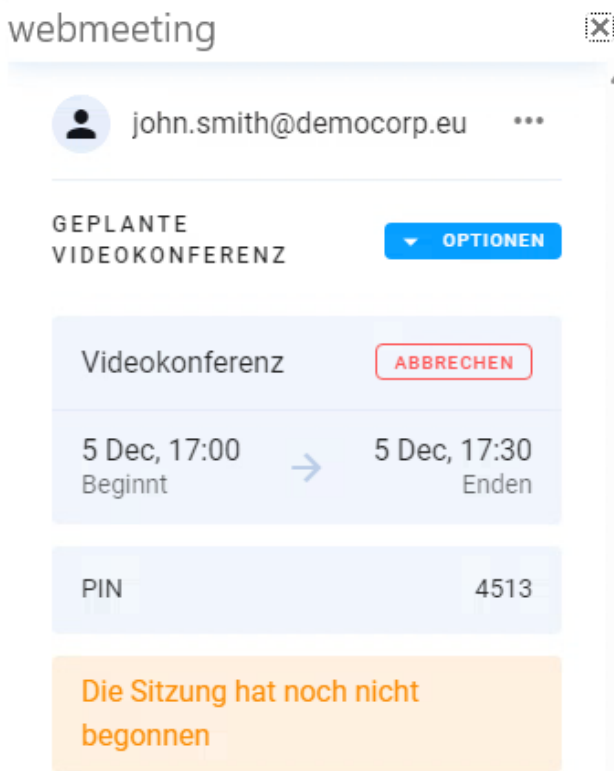 webmeeting
john.smith@democorp.eu
GEPLANTE
VIDEOKONFERENZ
OPTIONEN
Videokonferenz
ABBRECHEN
5 Dec, 17:00
5 Dec, 17:30
Beginnt
Enden
PIN
4513
Die Sitzung hat noch nicht
begonnen